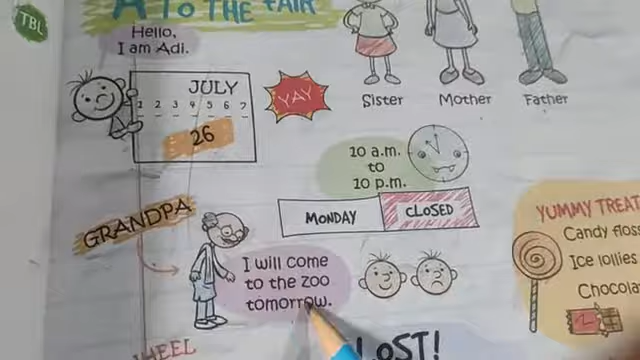 TBL
A TO THE FAIR
Hello,
I am Adi.
JULY
1 2 3 4 5 6 7
26
YAY
Sister
Mother
Father
10 a.m.
to
10 p.m.
MONDAY
CLOSED
GRANDPA
I will come
to the zoo
tomorrow.
YUMMY TREAT
Candy floss
Ice lollies
Chocola
LOST!
WHEEL